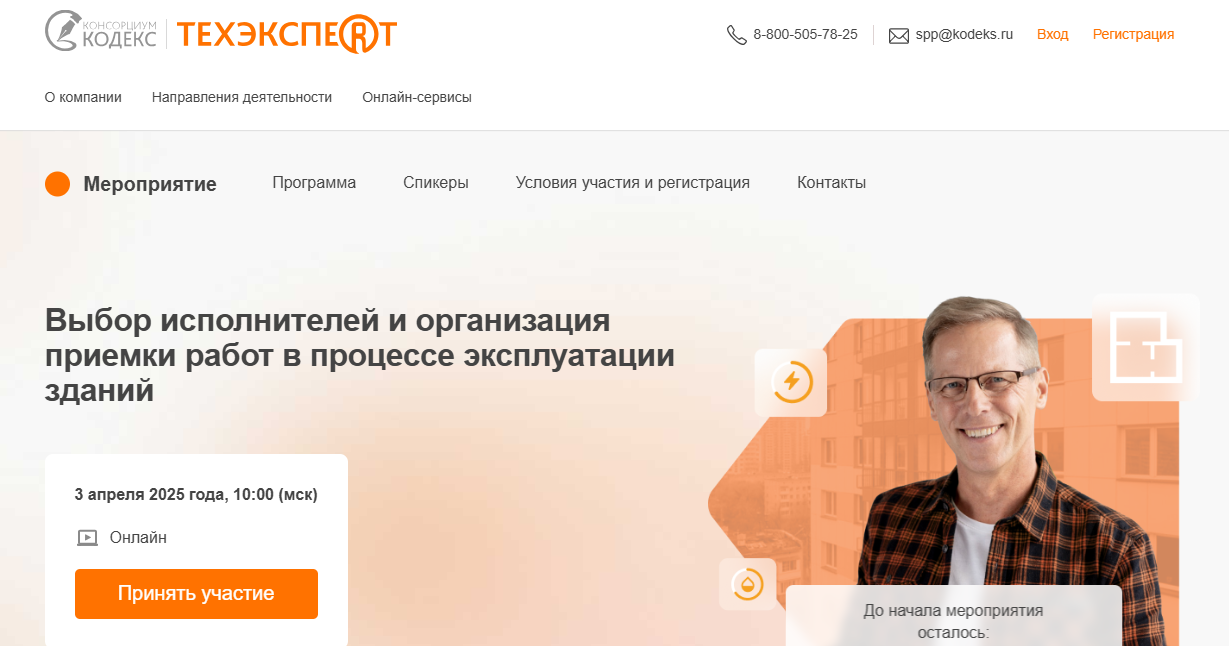 КОНСОРЦИУМ
КОДЕКС
ТЕХЭКСПЕRТ
8-800-505-78-25
spp@kodeks.ru
Вход
Регистрация
О компании
Направления деятельности
Онлайн-сервисы
Мероприятие
Программа
Спикеры
Условия участия и регистрация
Контакты
Выбор исполнителей и организация
приемки работ в процессе эксплуатации
зданий
3 апреля 2025 года, 10:00 (мск)
Онлайн
Принять участие
До начала мероприятия
осталось: